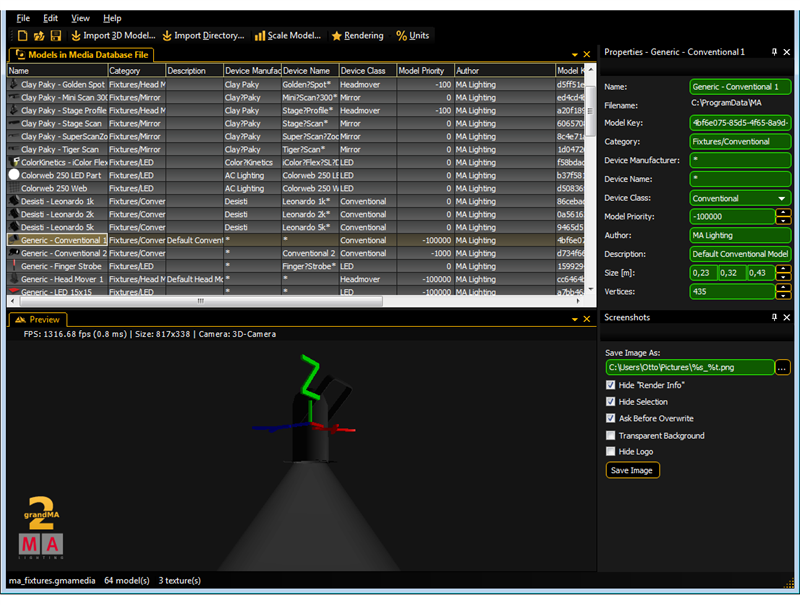 File Edit View Help
Import 3D Model... Import Directory... Scale Model... Rendering Units
Models in Media Database File
Name Category Description Device Manufac Device Name Device Class Model Priority Author Model K
Clay Paky - Golden Spot Fixtures/Head M Clay Paky Golden?Spot* Headmover -100 MA Lighting d5ff51e
Clay Paky - Mini Scan 300 Fixtures/Mirror Clay?Paky Mini?Scan?300* Mirror 0 MA Lighting ed4cd4b
Clay Paky - Stage Profile Fixtures/Head M Clay?Paky Stage?Profile* Headmover -100 MA Lighting a20f189
Clay Paky - Stage Scan Fixtures/Mirror Clay?Paky Stage?Scan* Mirror 0 MA Lighting 6065708
Clay Paky - SuperScanZo Fixtures/Mirror Clay?Paky Super?Scan?Zoo Mirror 0 MA Lighting 8c4e71
Clay Paky - Tiger Scan Fixtures/Mirror Clay?Paky Tiger?Scan* Mirror 0 MA Lighting 1d04726
ColorKinetics - iColor Flex Fixtures/LED Color?Kinetics iColor?Flex?SL? LED 0 MA Lighting f58bdac
Colorweb 250 LED Part Fixtures/LED AC Lighting Colorweb 250 LE LED 0 MA Lighting b37f581
Colorweb 250 Web Fixtures/LED AC Lighting Colorweb 250 LE LED 0 MA Lighting d508369
Desisti - Leonardo 1k Fixtures/Conver Desisti Leonardo 1k* Conventional 0 MA Lighting 86cebac
Desisti - Leonardo 2k Fixtures/Conver Desisti Leonardo 2k* Conventional 0 MA Lighting 0a56163
Desisti - Leonardo 5k Fixtures/Conver Desisti Leonardo 5k* Conventional 0 MA Lighting 9465d5
Generic - Conventional 1 Fixtures/Conver Default Convent * * Conventional -100000 MA Lighting 4bf6e07
Generic - Conventional 2 Fixtures/Conver * Conventional 2 Conventional -1000 MA Lighting d734f66
Generic - Finger Strobe Fixtures/LED * Finger?Strobe* LED 0 MA Lighting 159929
Generic - Head Mover 1 Fixtures/Head M Default Head Mo * * Headmover -100000 MA Lighting cc6464b
Generic - LED 15x15 Fixtures/LED * * LED -100000 MA Lighting a7bb46
Properties - Generic - Conventional 1
Name: Generic - Conventional 1
Filename: C:\ProgramData\MA
Model Key: 4bf6e075-85d5-4f65-8a9d-
Category: Fixtures/Conventional
Device Manufacturer: *
Device Name: *
Device Class: Conventional
Model Priority: -100000
Author: MA Lighting
Description: Default Conventional Model
Size [m]: 0,23 0,32 0,43
Vertices: 435
Preview
FPS: 1316.68 fps (0.8 ms) | Size: 817x338 | Camera: 3D-Camera
2
grandMA
MA
LIGHTING
Screenshots
Save Image As:
C:\Users\Otto\Pictures\%s_%t.png ...
Hide "Render Info"
Hide Selection
Ask Before Overwrite
Transparent Background
Hide Logo
Save Image
ma_fixtures.gmamedia 64 model(s) 3 texture(s)